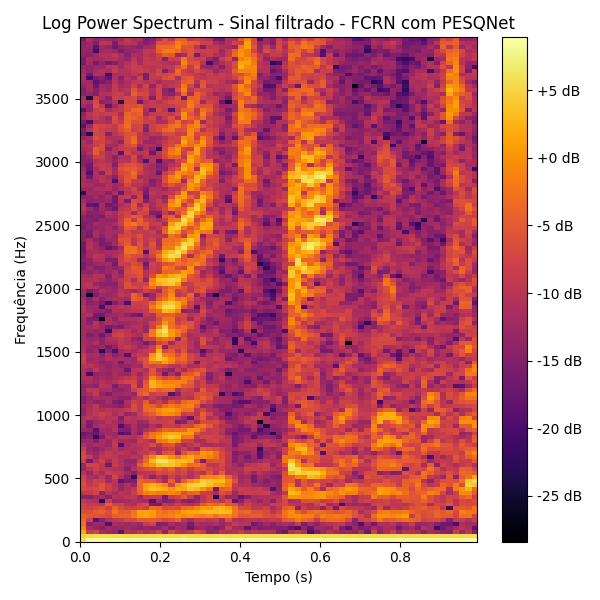 Log Power Spectrum - Sinal filtrado - FCRN com PESQNet
Frequência (Hz)
3500
3000
2500
2000
1500
1000
500
0
0.0 0.2 0.4 0.6 0.8
Tempo (s)
+5 dB
+0 dB
-5 dB
-10 dB
-15 dB
-20 dB
-25 dB